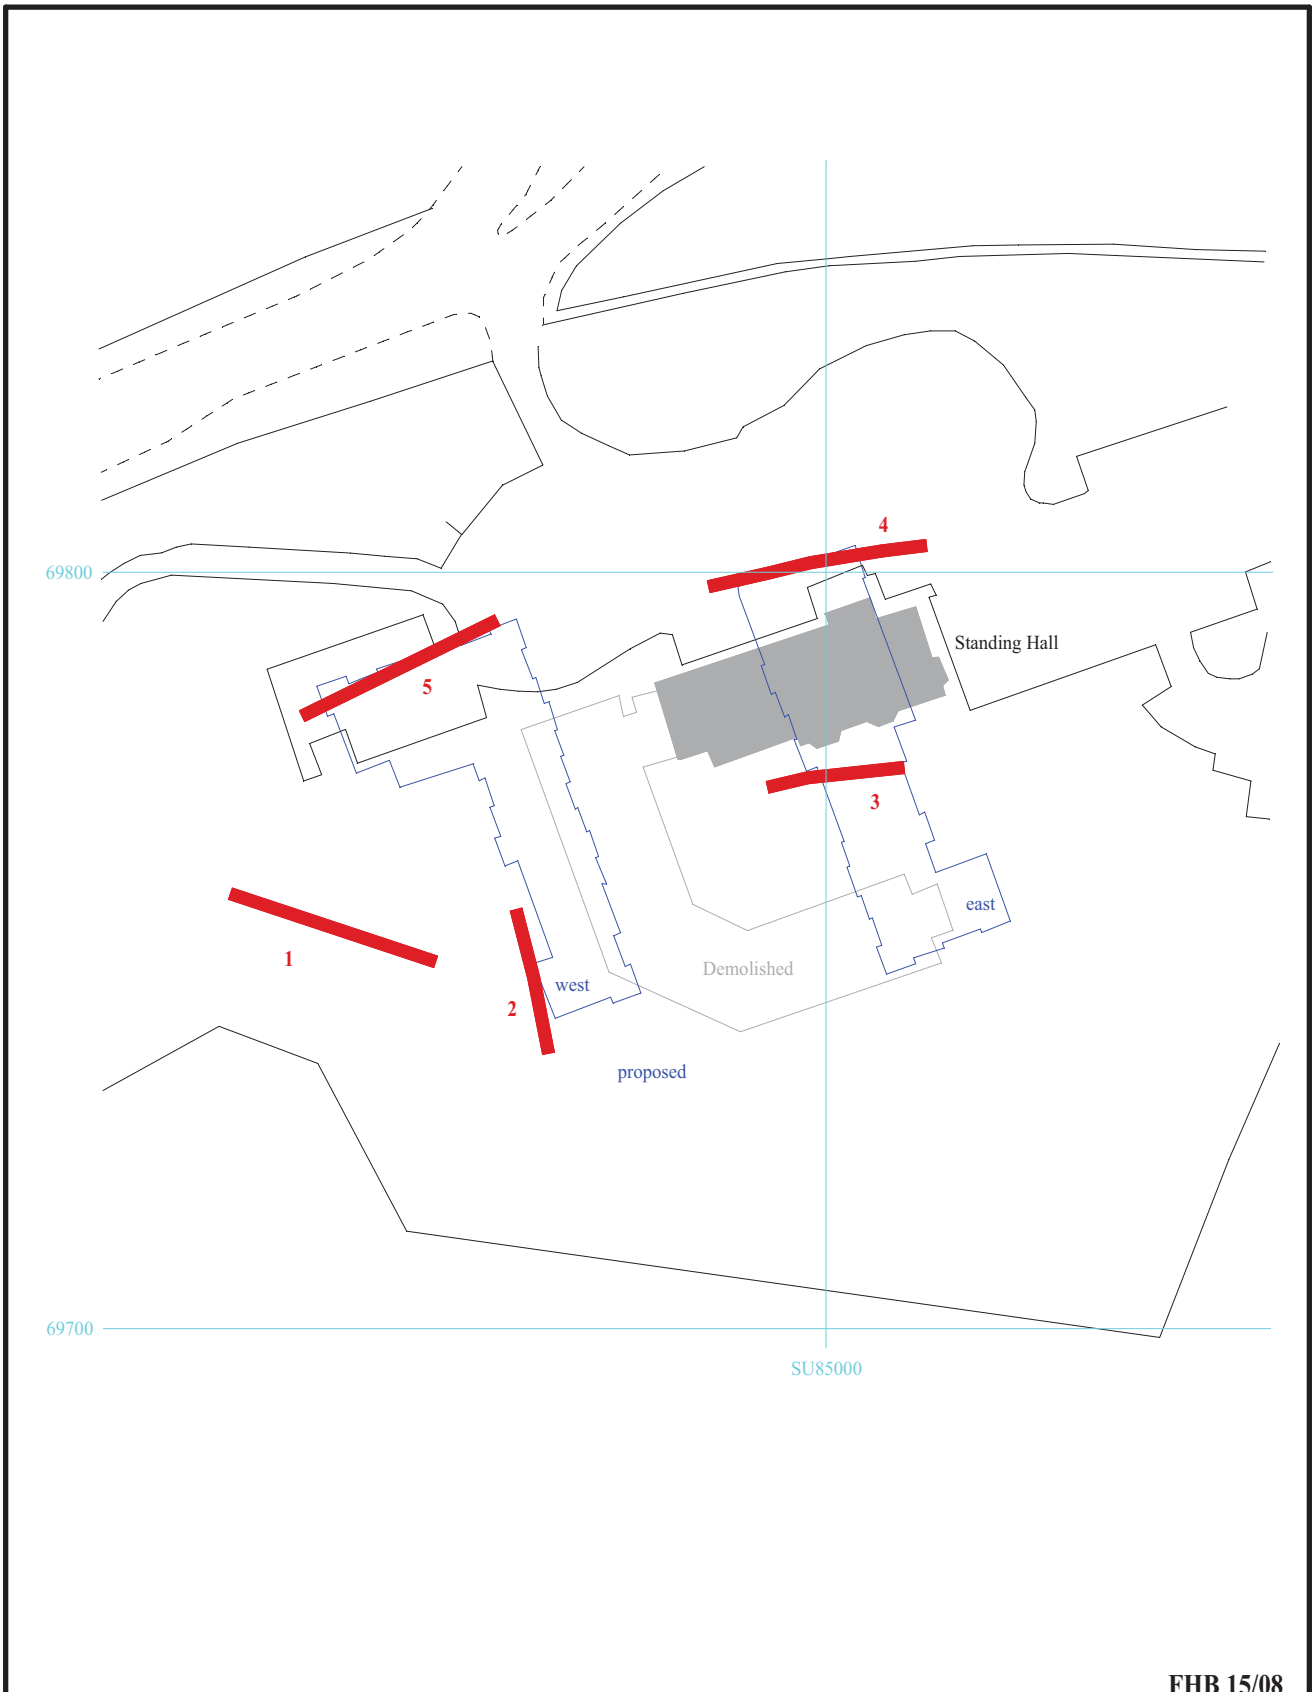 4
69800
Standing Hall
5
3
east
1
Demolished
west
2
proposed
69700
SU85000
FHB 15/08